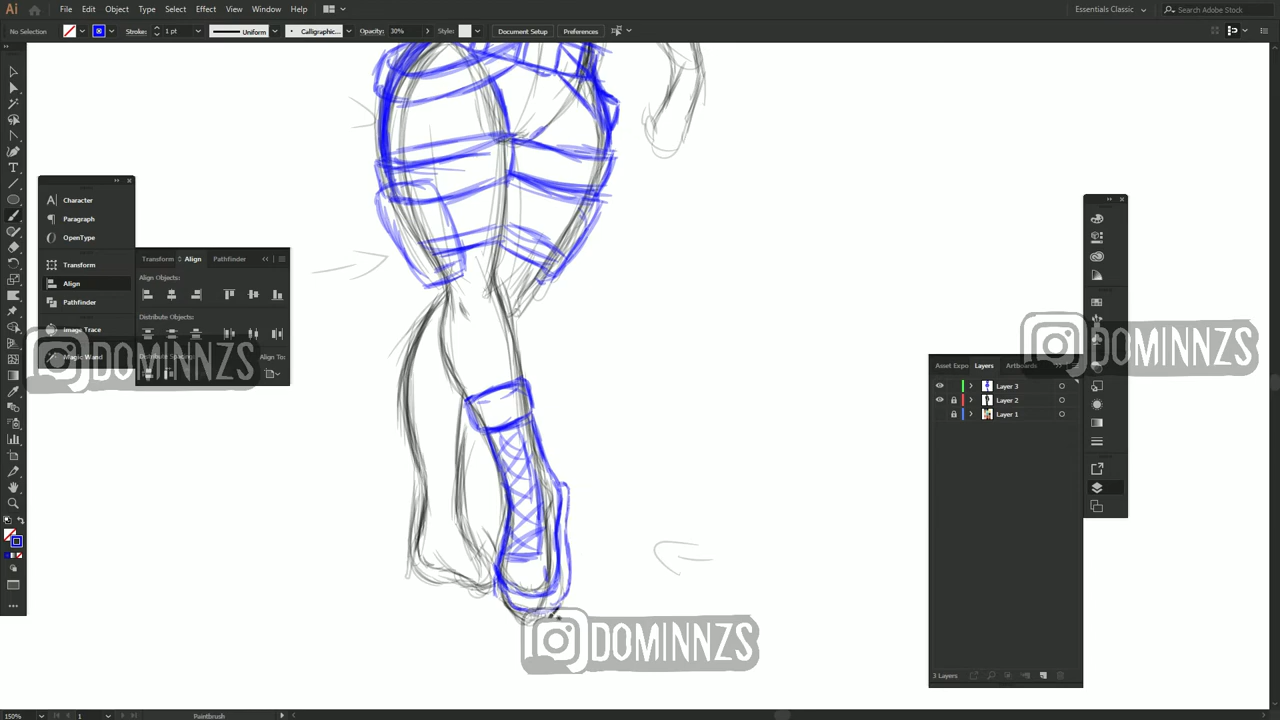 Ai File Edit Object Type Select Effect View Window Help Essentials Classic Search Adobe Stock
No Selection Stroke: 1 pt Uniform Calligraphic... Opacity: 30% Style: Document Setup Preferences
Character
Paragraph
OpenType
Transform
Align
Pathfinder
Image Trace
Magic Wand
Transform Align Pathfinder
Align Objects:
Distribute Objects:
Distribute Spacing: Align To:
DOMINNZS
DOMINNZS
Asset Expo Layers Artboards
Layer 3
Layer 2
Layer 1
DOMINNZS
3 Layers
150% 1 Paintbrush